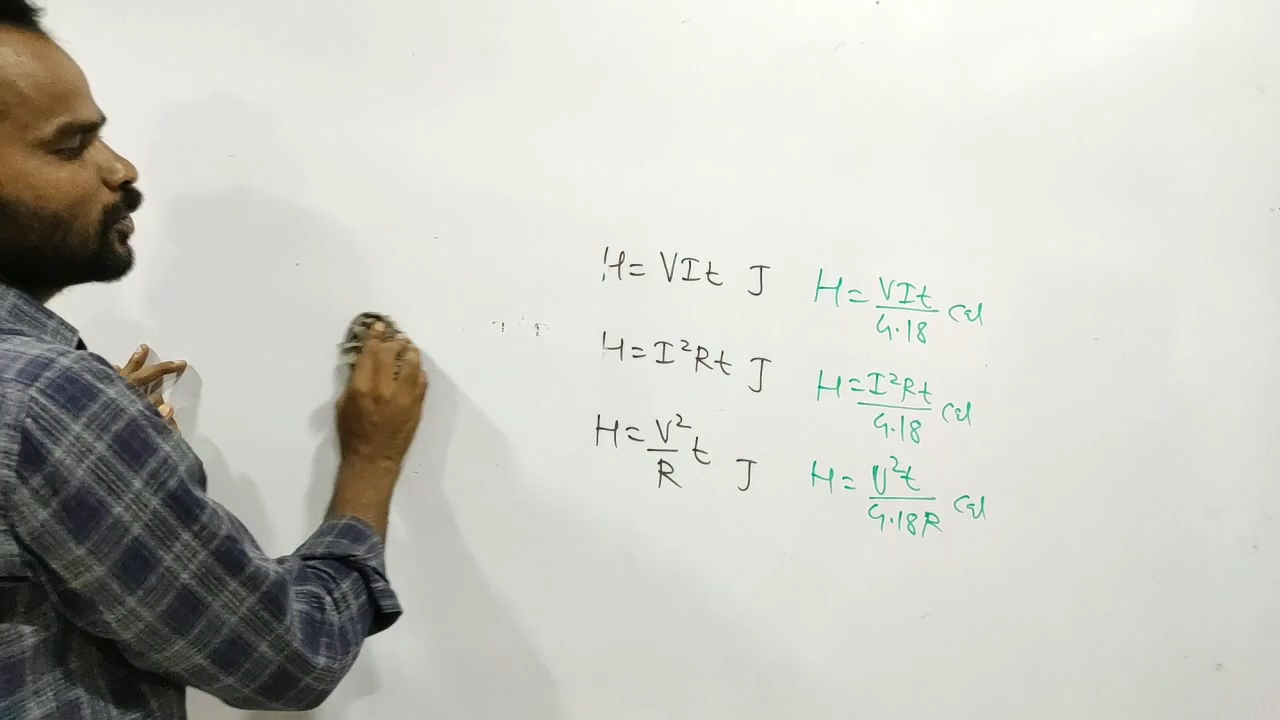 H = VIt J
H = VIt/4.18 Cal
H = I²Rt J
H = I²Rt/4.18 Cal
H = V²/R t J
H = V²t/4.18R Cal